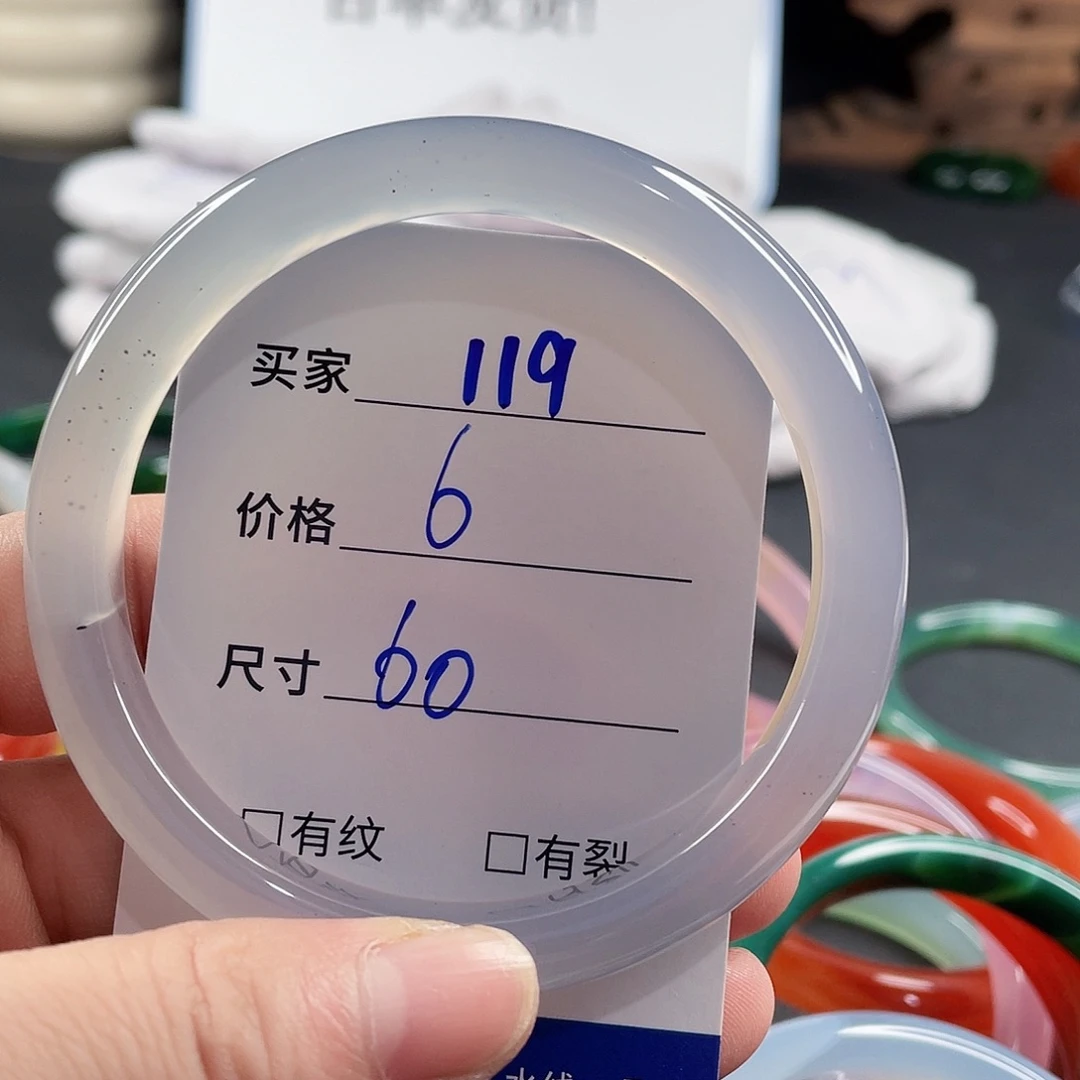 买家 119
价格 6
尺寸 60
□有纹 □有裂